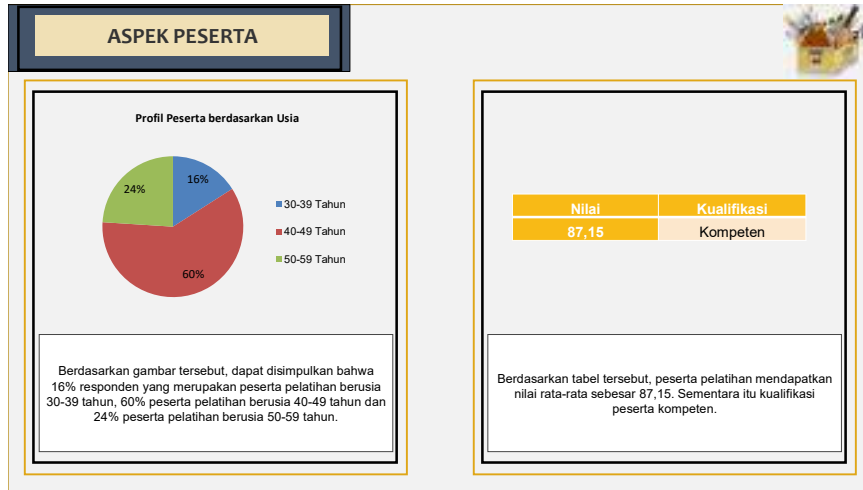 ASPEK PESERTA
Profil Peserta berdasarkan Usia
16%
24%
60%
30-39 Tahun
40-49 Tahun
50-59 Tahun
Berdasarkan gambar tersebut, dapat disimpulkan bahwa
16% responden yang merupakan peserta pelatihan berusia
30-39 tahun, 60% peserta pelatihan berusia 40-49 tahun dan
24% peserta pelatihan berusia 50-59 tahun.
Nilai Kualifikasi
87,15 Kompeten
Berdasarkan tabel tersebut, peserta pelatihan mendapatkan
nilai rata-rata sebesar 87,15. Sementara itu kualifikasi
peserta kompeten.